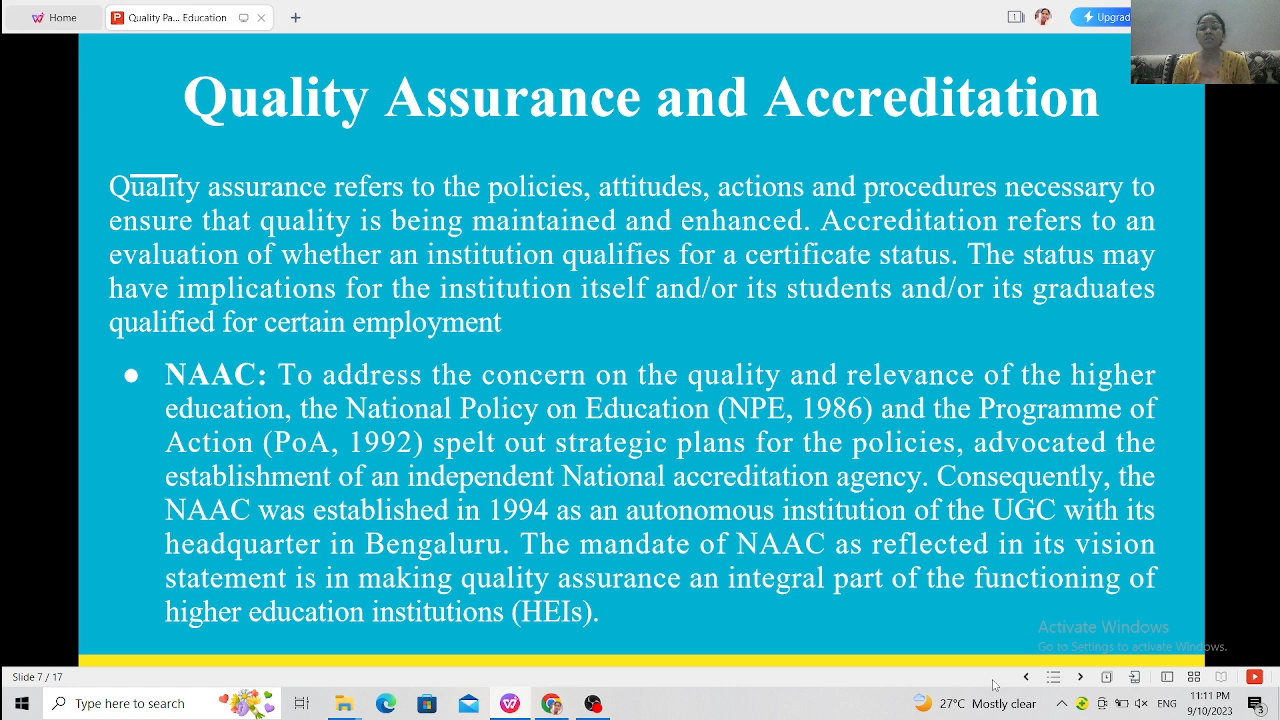 Home
Quality Pa... Education
Upgrad
Quality Assurance and Accreditation
Quality assurance refers to the policies, attitudes, actions and procedures necessary to
ensure that quality is being maintained and enhanced. Accreditation refers to an
evaluation of whether an institution qualifies for a certificate status. The status may
have implications for the institution itself and/or its students and/or its graduates
qualified for certain employment
● NAAC: To address the concern on the quality and relevance of the higher
education, the National Policy on Education (NPE, 1986) and the Programme of
Action (PoA, 1992) spelt out strategic plans for the policies, advocated the
establishment of an independent National accreditation agency. Consequently, the
NAAC was established in 1994 as an autonomous institution of the UGC with its
headquarter in Bengaluru. The mandate of NAAC as reflected in its vision
statement is in making quality assurance an integral part of the functioning of
higher education institutions (HEIs).
Activate Windows
Go to Settings to activate Windows.
Slide 7 / 17
Type here to search
27°C Mostly clear
ENG
11:11 PM
9/10/2023
3